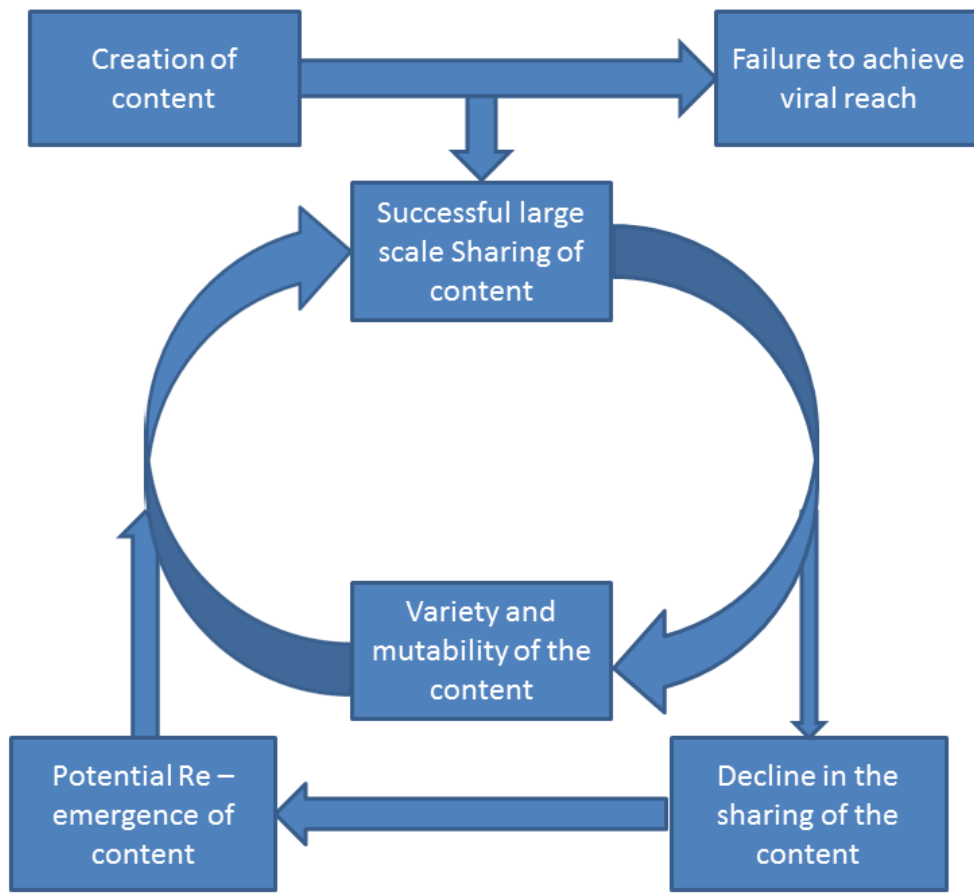 Creation of
content
Failure to achieve
viral reach
Successful large
scale Sharing of
content
Variety and
mutability of the
content
Potential Re –
emergence of
content
Decline in the
sharing of the
content